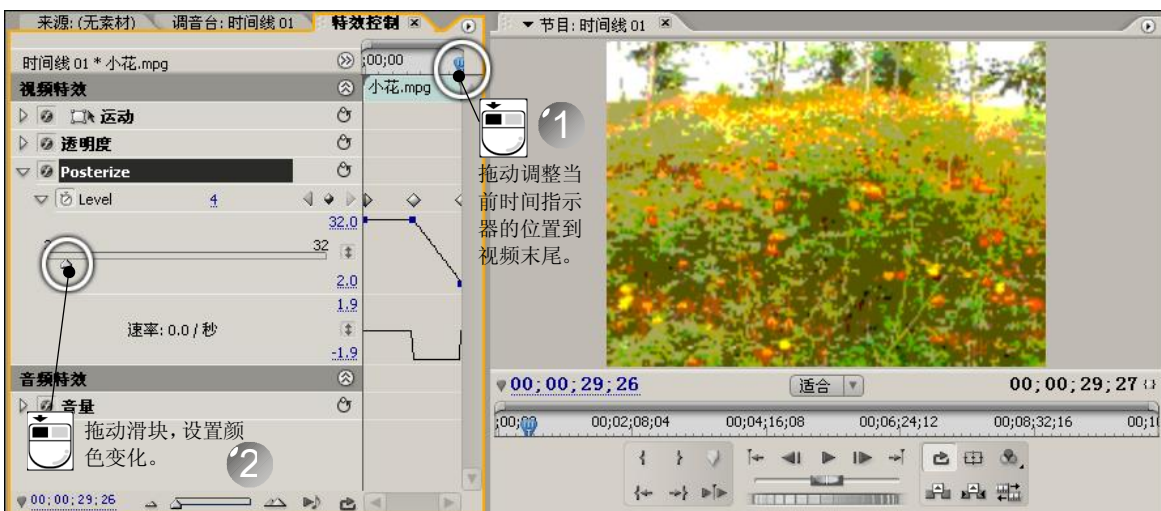 来源: (无素材) 调音台: 时间线 01 特效控制
节目: 时间线 01
时间线 01 * 小花.mpg
;00;00
视频特效
小花.mpg
运动
透明度
Posterize
Level 4
32.0
32
2.0
1.9
速率: 0.0 / 秒
-1.9
音频特效
音量
1
拖动调整当
前时间指示
器的位置到
视频末尾。
拖动滑块,设置颜
色变化。
2
00;00;29;26
00;00;29;26
适合
00;00;29;27
00;02;08;04 00;04;16;08 00;06;24;12 00;08;32;16